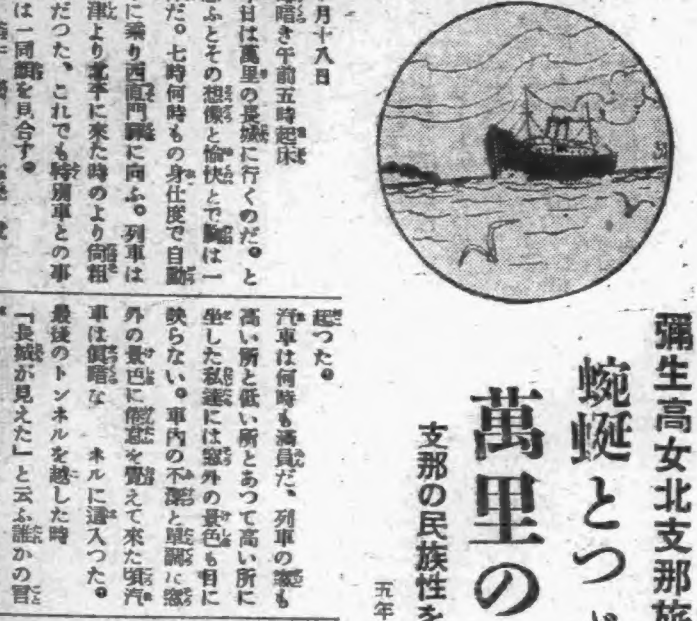 彌生高女北支那旅
蜿蜒とつゞ
萬里の
支那の民族性を
五年
月十八日
暗き午前五時起床
日は萬里の長城に行くのだ。と
ふとその想像と愉快とで胸は一
だ。七時何時もの身仕度で自動
に乘り西直門驛に向ふ。列車は
津より北平に來た時のより尙粗
だつた、これでも特別車との事
は一同顏を見合す。
起つた。
汽車は何時も滿員だ、列車の窓も
高い所と低い所とあつて高い所に
坐した私達には窓外の景色も目に
映らない。車内の不潔と單調に窓
外の景色に倦怠を覺えて來た頃汽
車は眞暗な ネルに這入つた。
最後のトンネルを越した時
「長城が見えた」と云ふ誰かの言